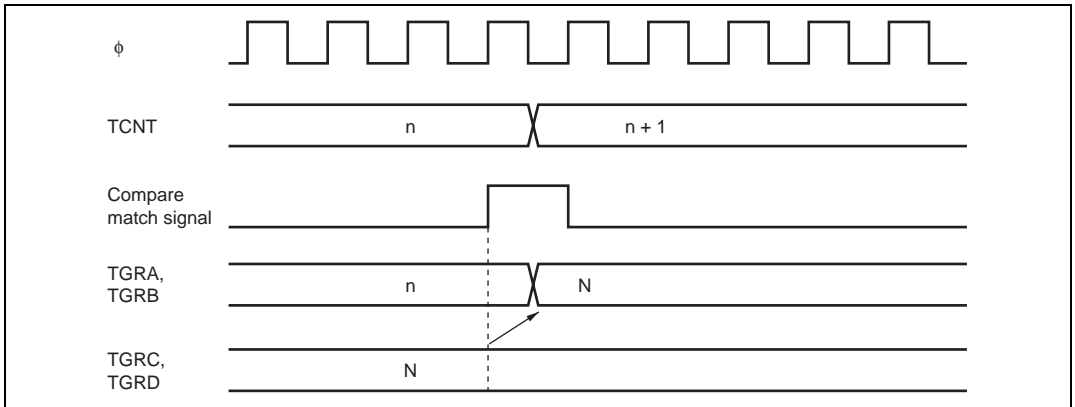 ϕ
TCNT
n
n + 1
Compare
match signal
TGRA,
TGRB
n
N
TGRC,
TGRD
N